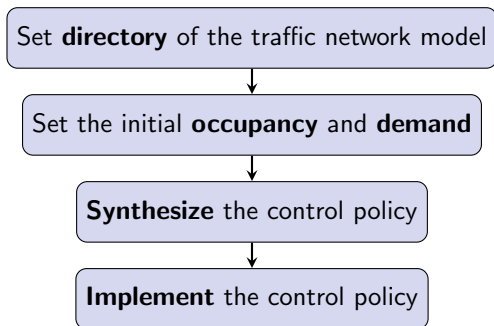 Set directory of the traffic network model
Set the initial occupancy and demand
Synthesize the control policy
Implement the control policy